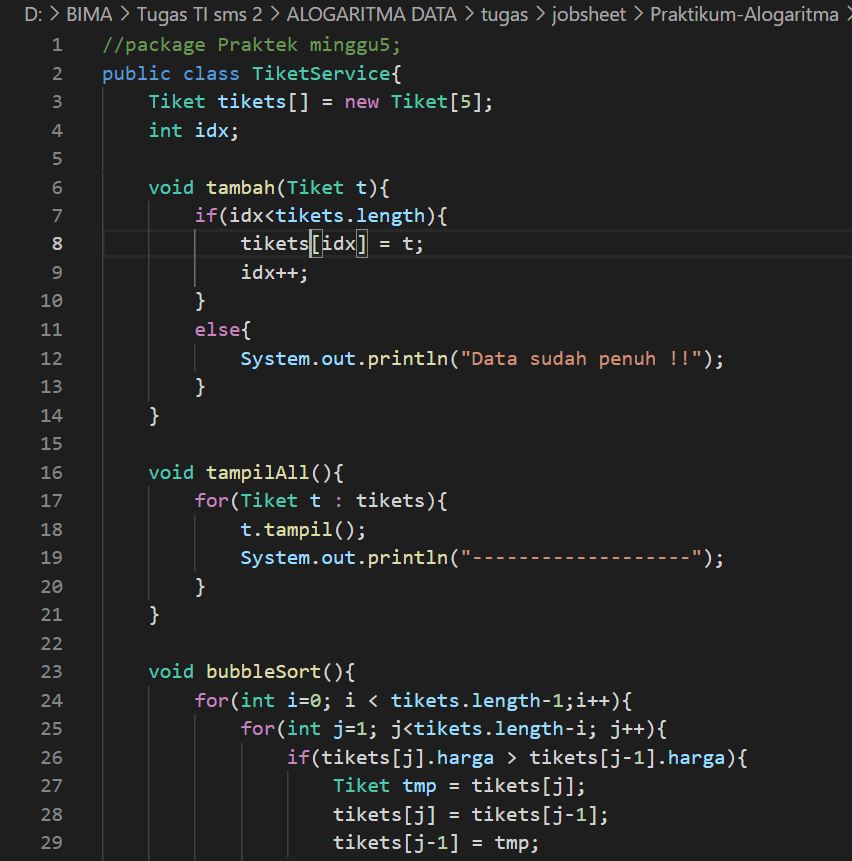 D: > BIMA > Tugas TI sms 2 > ALOGARITMA DATA > tugas > jobsheet > Praktikum-Alogaritma >
1 //package Praktek minggu5;
2 public class TiketService{
3 Tiket tikets[] = new Tiket[5];
4 int idx;
5
6 void tambah(Tiket t){
7 if(idx<tikets.length){
8 tikets[idx] = t;
9 idx++;
10 }
11 else{
12 System.out.println("Data sudah penuh !!");
13 }
14 }
15
16 void tampilAll(){
17 for(Tiket t : tikets){
18 t.tampil();
19 System.out.println("-------------------");
20 }
21 }
22
23 void bubbleSort(){
24 for(int i=0; i < tikets.length-1;i++){
25 for(int j=1; j<tikets.length-i; j++){
26 if(tikets[j].harga > tikets[j-1].harga){
27 Tiket tmp = tikets[j];
28 tikets[j] = tikets[j-1];
29 tikets[j-1] = tmp;